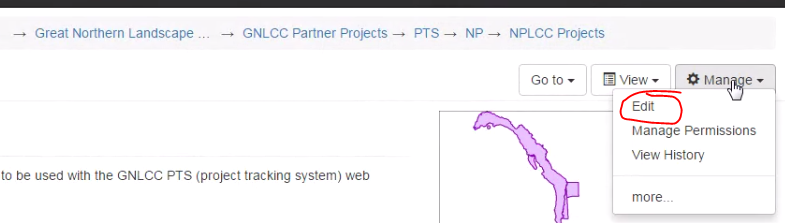 → Great Northern Landscape ... → GNLCC Partner Projects → PTS → NP → NPLCC Projects
Go to View Manage
Edit
Manage Permissions
View History
to be used with the GNLCC PTS (project tracking system) web
more...